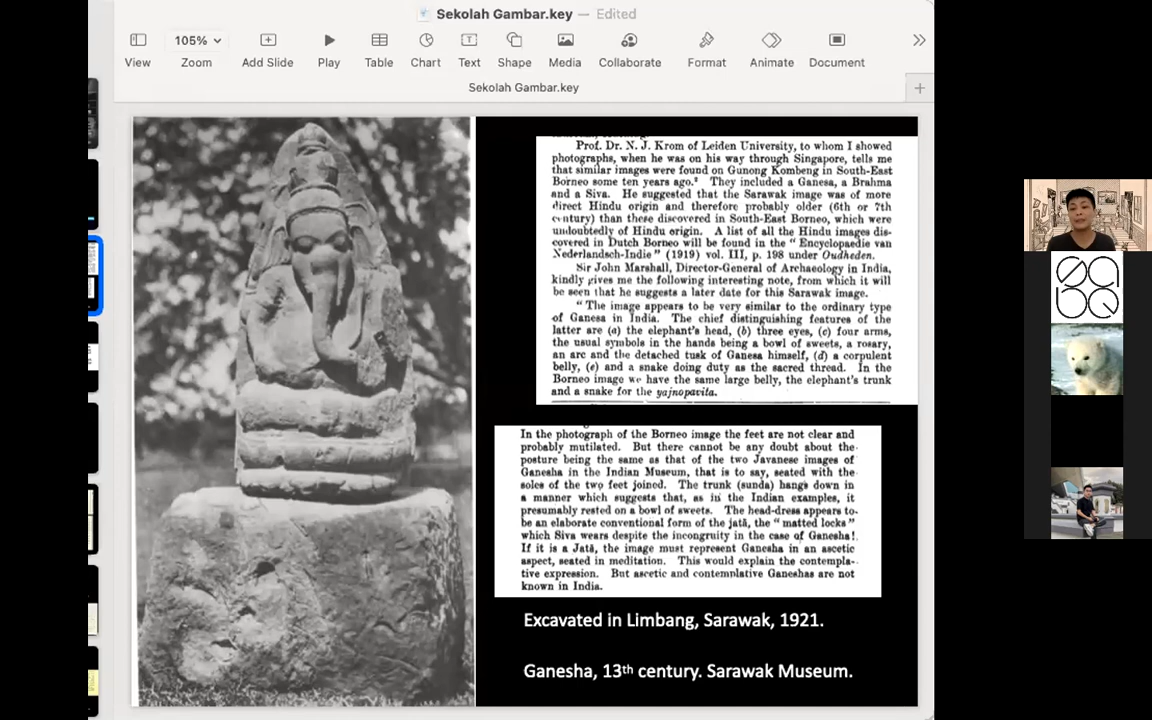 Sekolah Gambar.key — Edited
105%
View
Zoom
Add Slide
Play
Table
Chart
Text
Shape
Media
Collaborate
Format
Animate
Document
Sekolah Gambar.key
Prof. Dr. N. J. Krom of Leiden University, to whom I showed
photographs, when he was on his way through Singapore, tells me
that similar images were found on Gunong Kombeng in South-East
Borneo some ten years ago.² They included a Ganesa, a Brahma
and a Siva. He suggested that the Sarawak image was of more
direct Hindu origin and therefore probably older (6th or 7th
century) than these discovered in South-East Borneo, which were
undoubtedly of Hindu origin. A list of all the Hindu images dis-
covered in Dutch Borneo will be found in the "Encyclopaedie van
Nederlandsch-Indie" (1919) vol. III, p. 198 under Oudheden.
Sir John Marshall, Director-General of Archaeology in India,
kindly gives me the following interesting note, from which it will
be seen that he suggests a later date for this Sarawak image.
"The image appears to be very similar to the ordinary type
of Ganesa in India. The chief distinguishing features of the
latter are (a) the elephant's head, (b) three eyes, (c) four arms,
the usual symbols in the hands being a bowl of sweets, a rosary,
an arc and the detached tusk of Ganesa himself, (d) a corpulent
belly, (e) and a snake doing duty as the sacred thread. In the
Borneo image we have the same large belly, the elephant's trunk
and a snake for the yajnopavita.
In the photograph of the Borneo image the feet are not clear and
probably mutilated. But there cannot be any doubt about the
posture being the same as that of the two Javanese images of
Ganesha in the Indian Museum, that is to say, seated with the
soles of the two feet joined. The trunk (sunda) hangs down in
a manner which suggests that, as in the Indian examples, it
presumably rested on a bowl of sweets. The head-dress appears to
be an elaborate conventional form of the jatā, the "matted locks"
which Siva wears despite the incongruity in the case of Ganesha!
If it is a Jatā, the image must represent Ganesha in an ascetic
aspect, seated in meditation. This would explain the contempla-
tive expression. But ascetic and contemplative Ganeshas are not
known in India.
Excavated in Limbang, Sarawak, 1921.
Ganesha, 13th century. Sarawak Museum.